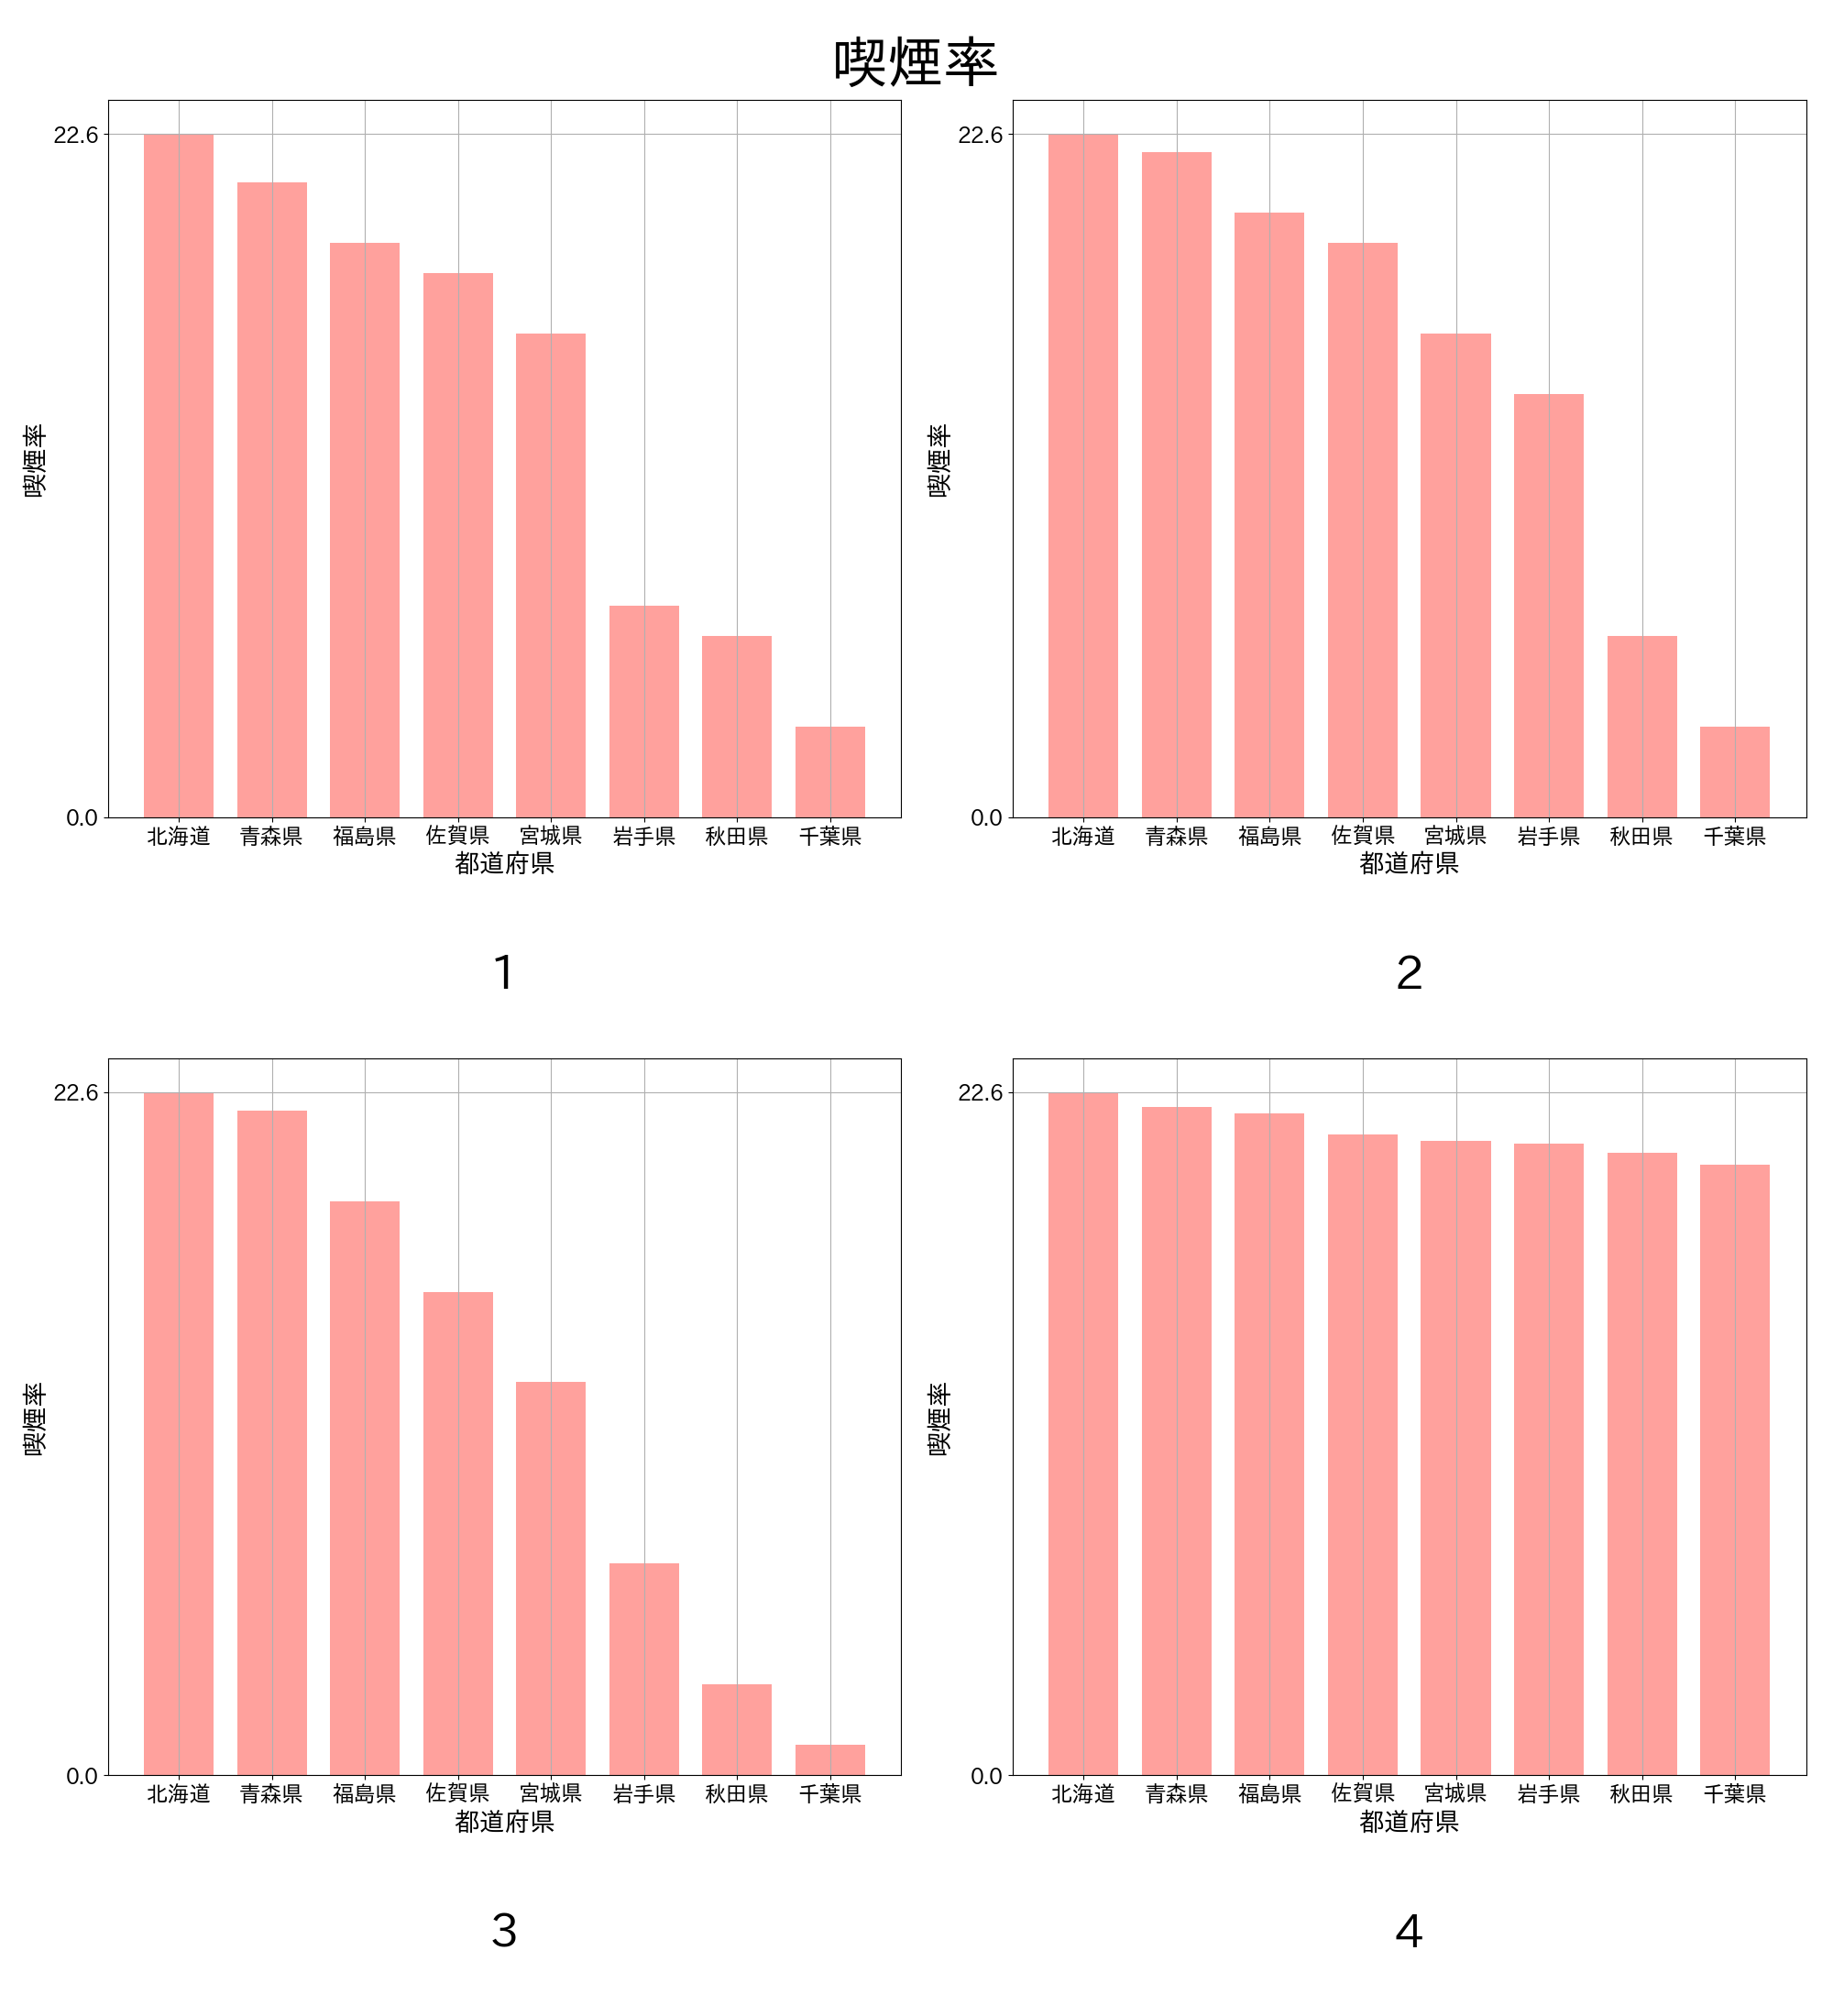 喫煙率
22.6
0.0
喫煙率
北海道 青森県 福島県 佐賀県 宮城県 岩手県 秋田県 千葉県
都道府県
1
22.6
0.0
喫煙率
北海道 青森県 福島県 佐賀県 宮城県 岩手県 秋田県 千葉県
都道府県
2
22.6
0.0
喫煙率
北海道 青森県 福島県 佐賀県 宮城県 岩手県 秋田県 千葉県
都道府県
3
22.6
0.0
喫煙率
北海道 青森県 福島県 佐賀県 宮城県 岩手県 秋田県 千葉県
都道府県
4